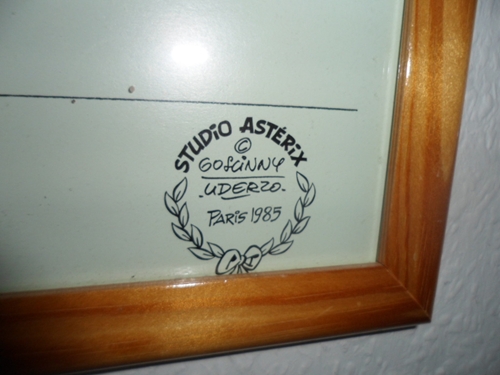 STUDiO ASTÉRiX
©
GOSCiNNY
-UDERZO-
PARiS 1985